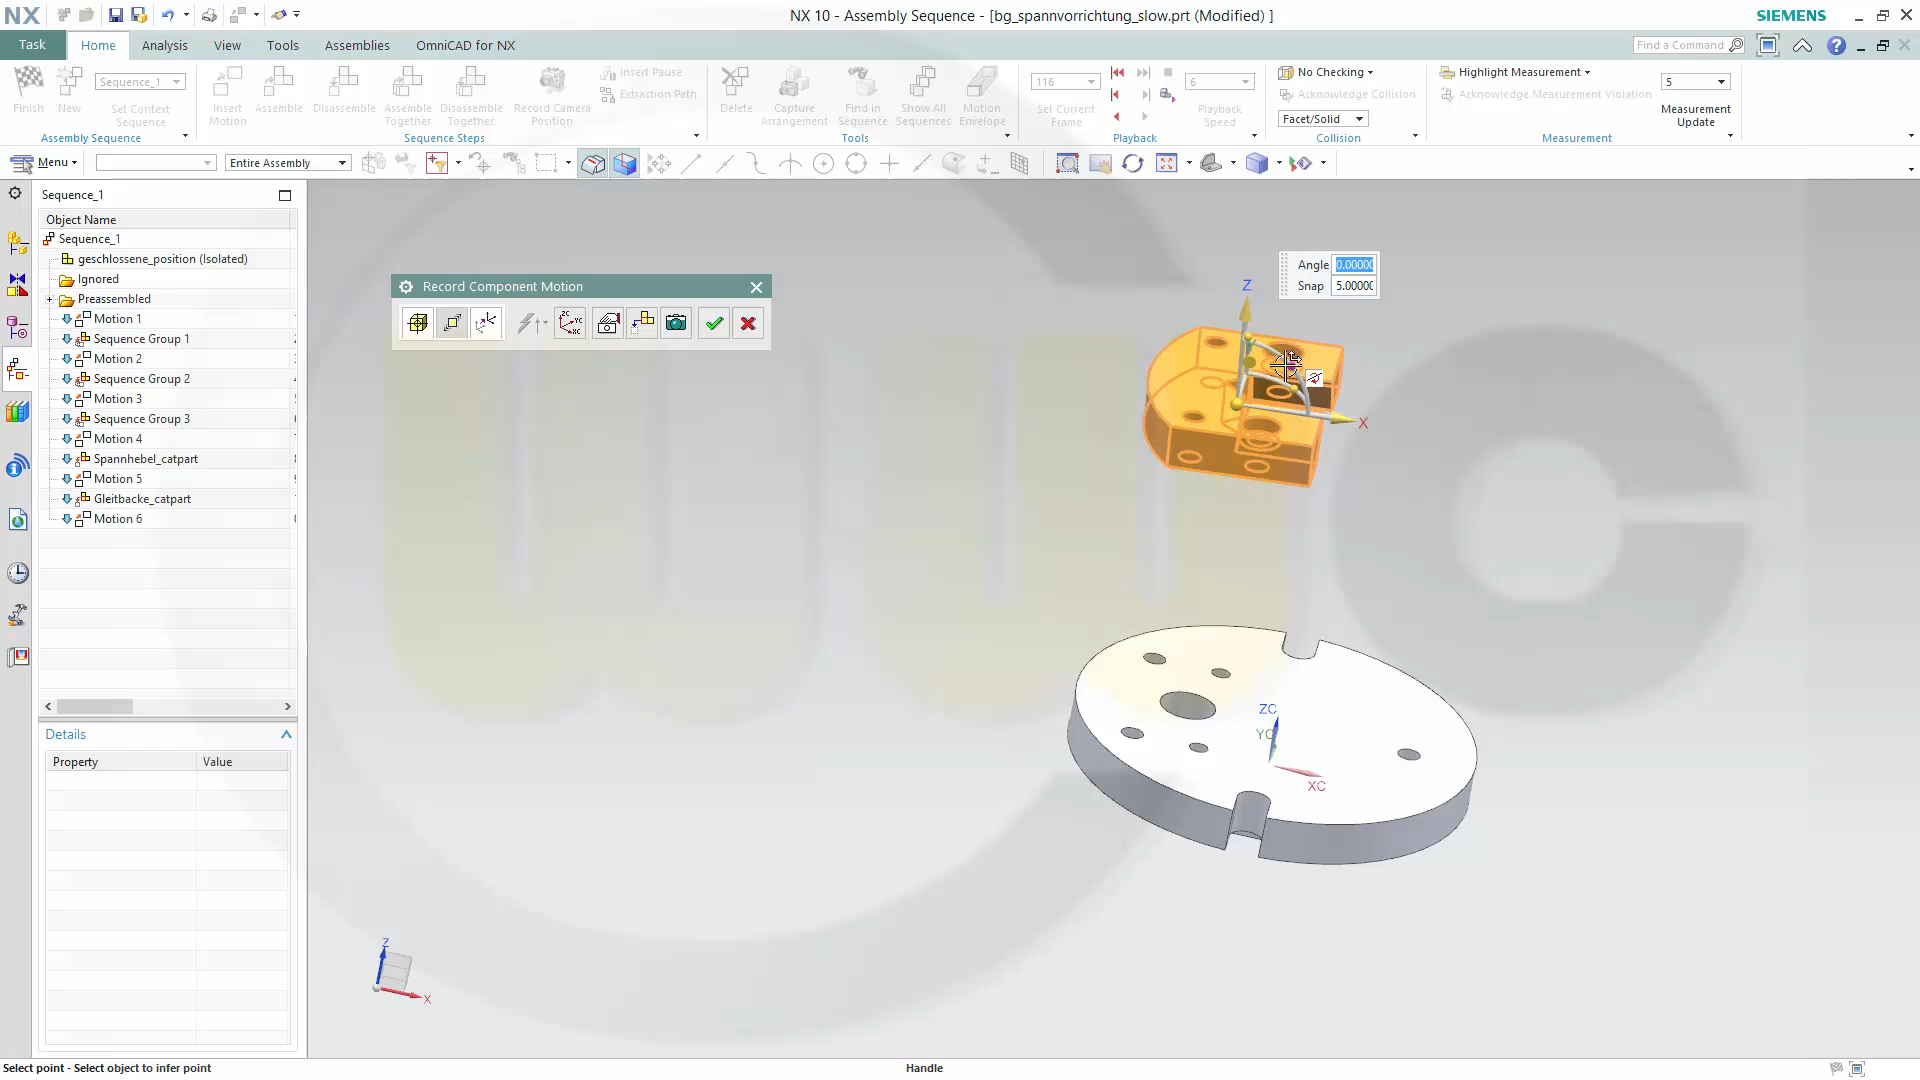 NX
NX 10 - Assembly Sequence - [bg_spannvorrichtung_slow.prt (Modified) ]
SIEMENS
Task
Home
Analysis
View
Tools
Assemblies
OmniCAD for NX
Find a Command
Finish
New
Sequence_1
Set Context
Sequence
Assembly Sequence
Insert
Motion
Assemble
Disassemble
Assemble
Together
Disassemble
Together
Record Camera
Position
Insert Pause
Extraction Path
Sequence Steps
Delete
Capture
Arrangement
Find in
Sequence
Show All
Sequences
Motion
Envelope
Tools
116
Set Current
Frame
6
Playback
Speed
Playback
No Checking
Acknowledge Collision
Facet/Solid
Collision
Highlight Measurement
Acknowledge Measurement Violation
5
Measurement
Update
Measurement
Menu
Entire Assembly
Sequence_1
Object Name
Sequence_1
geschlossene_position (Isolated)
Ignored
Preassembled
Motion 1
Sequence Group 1
Motion 2
Sequence Group 2
Motion 3
Sequence Group 3
Motion 4
Spannhebel_catpart
Motion 5
Gleitbacke_catpart
Motion 6
Details
Property Value
Record Component Motion
Angle 0.0000
Snap 5.0000
Z
X
ZC
YC
XC
Z
X
Select point - Select object to infer point
Handle